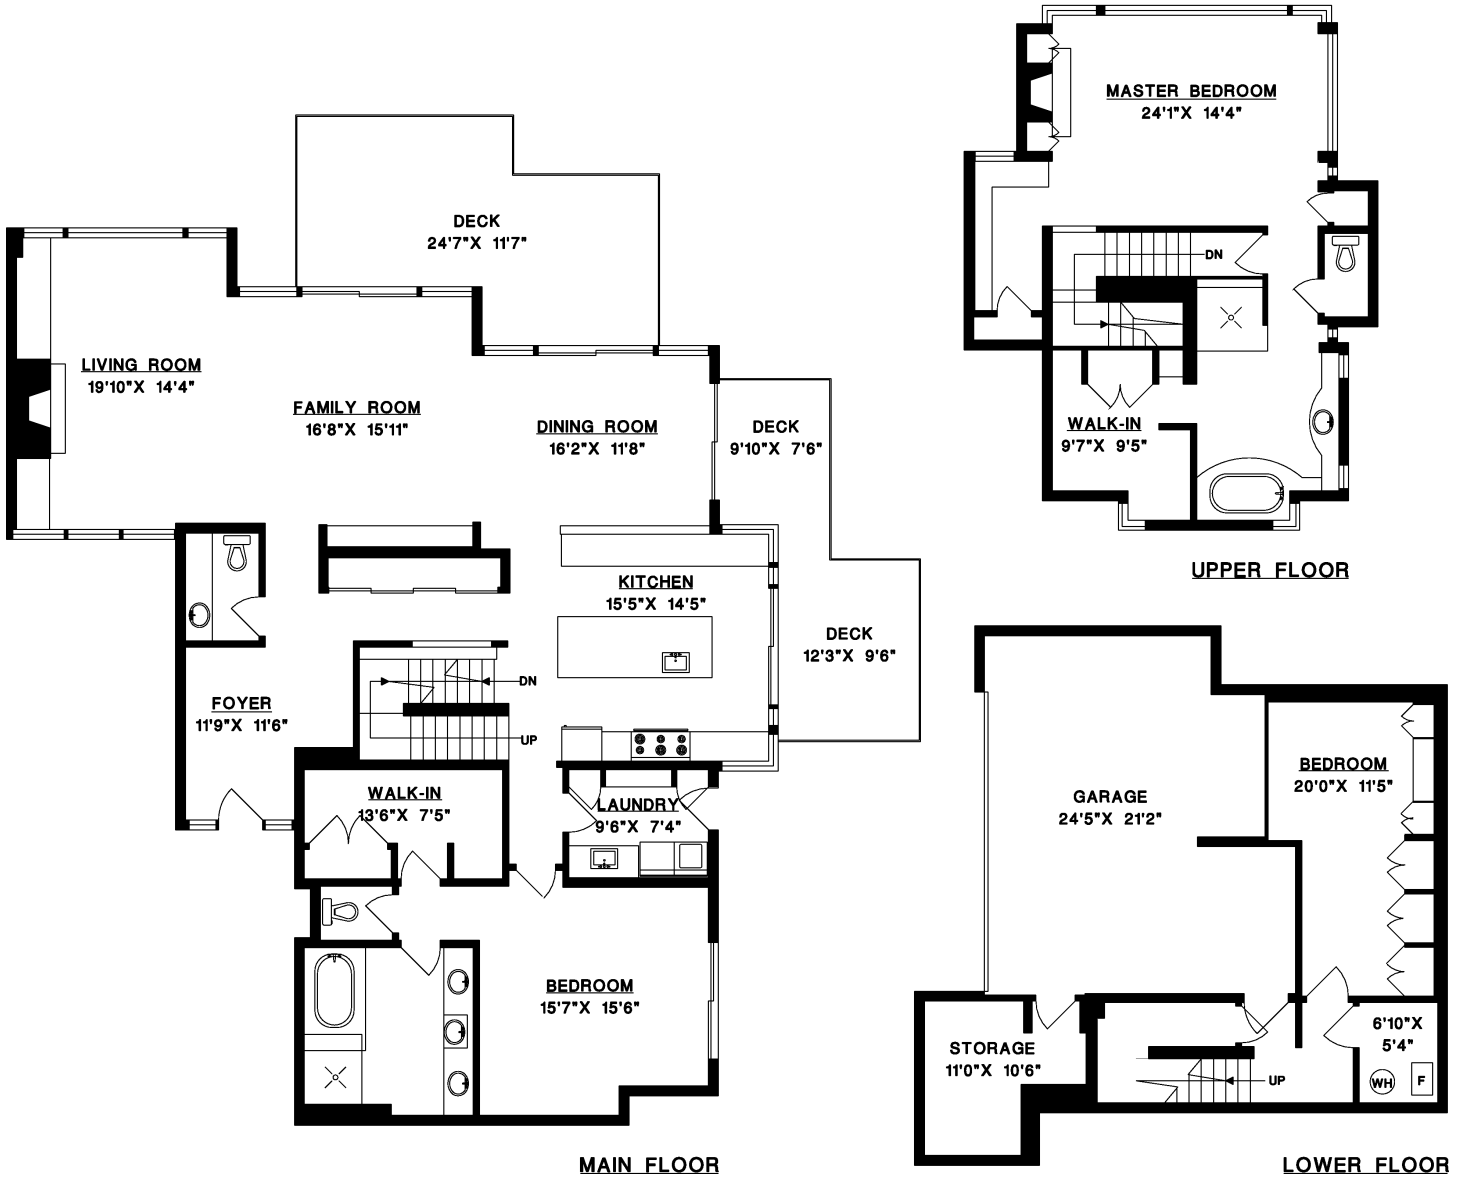 MASTER BEDROOM
24'1"X 14'4"
DN
WALK-IN
9'7"X 9'5"
UPPER FLOOR
DECK
24'7"X 11'7"
LIVING ROOM
19'10"X 14'4"
FAMILY ROOM
16'8"X 15'11"
DINING ROOM
16'2"X 11'8"
DECK
9'10"X 7'6"
KITCHEN
15'5"X 14'5"
DECK
12'3"X 9'6"
FOYER
11'9"X 11'6"
DN
UP
WALK-IN
13'6"X 7'5"
LAUNDRY
9'6"X 7'4"
BEDROOM
15'7"X 15'6"
MAIN FLOOR
GARAGE
24'5"X 21'2"
BEDROOM
20'0"X 11'5"
STORAGE
11'0"X 10'6"
6'10"X
5'4"
UP
WH
F
LOWER FLOOR